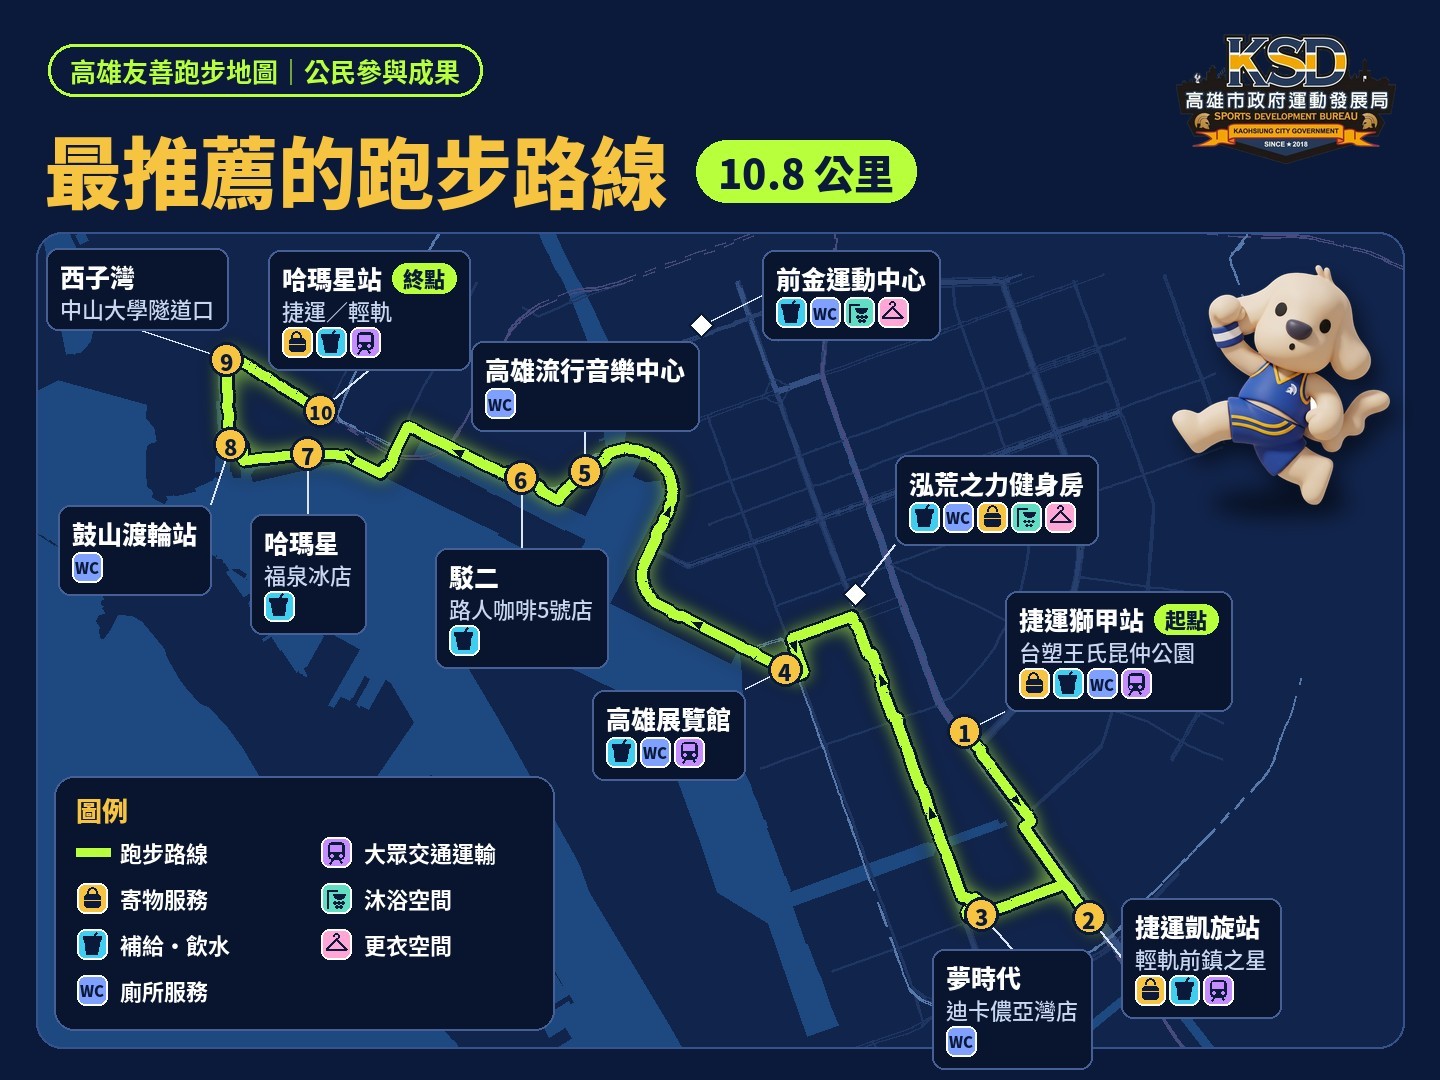 高雄友善跑步地圖｜公民參與成果
KSD
高雄市政府運動發展局
SPORTS DEVELOPMENT BUREAU
KAOHSIUNG CITY GOVERNMENT
SINCE ★ 2018
最推薦的跑步路線 10.8 公里
西子灣
中山大學隧道口
哈瑪星站 終點
捷運／輕軌
前金運動中心
WC
高雄流行音樂中心
WC
9
10
8
7
6
5
泓荒之力健身房
WC
鼓山渡輪站
WC
哈瑪星
福泉冰店
駁二
路人咖啡5號店
捷運獅甲站 起點
台塑王氏昆仲公園
WC
4
高雄展覽館
WC
1
圖例
跑步路線
大眾交通運輸
寄物服務
沐浴空間
補給・飲水
更衣空間
WC 廁所服務
3
2
捷運凱旋站
輕軌前鎮之星
夢時代
迪卡儂亞灣店
WC